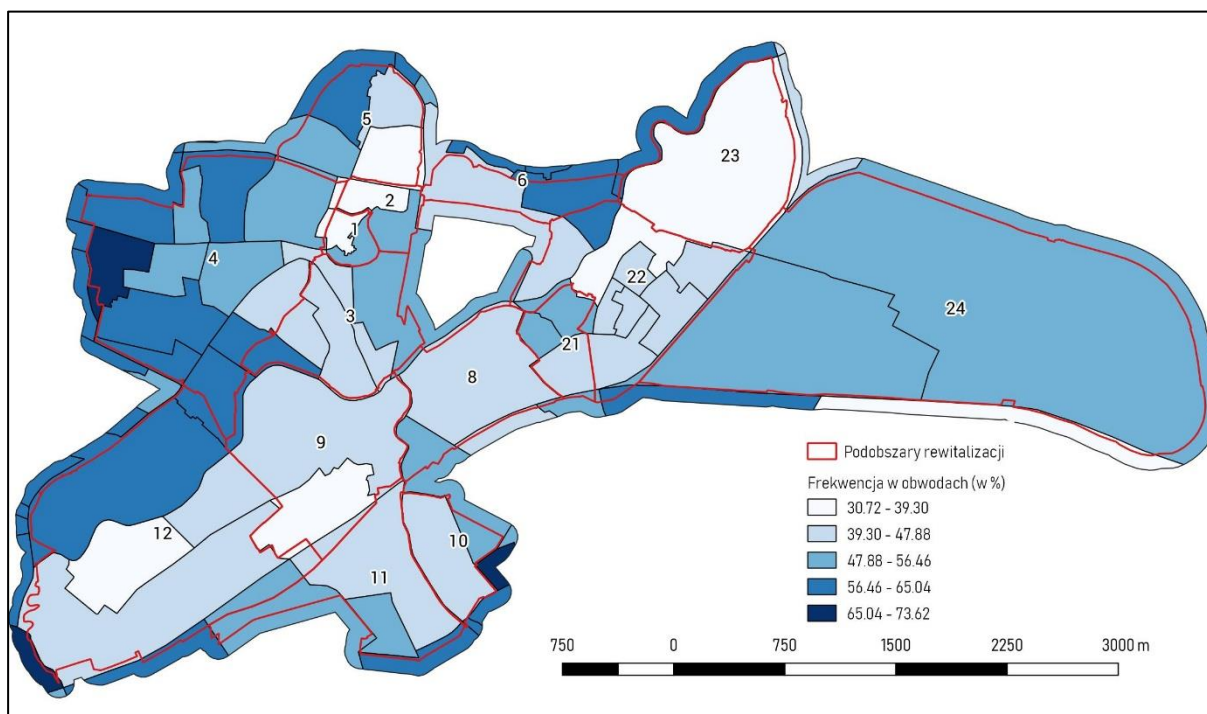 5
23
6
2
1
4
22
24
3
21
8
9
12
10
11
Podobszary rewitalizacji
Frekwencja w obwodach (w %)
30.72 - 39.30
39.30 - 47.88
47.88 - 56.46
56.46 - 65.04
65.04 - 73.62
750 0 750 1500 2250 3000 m